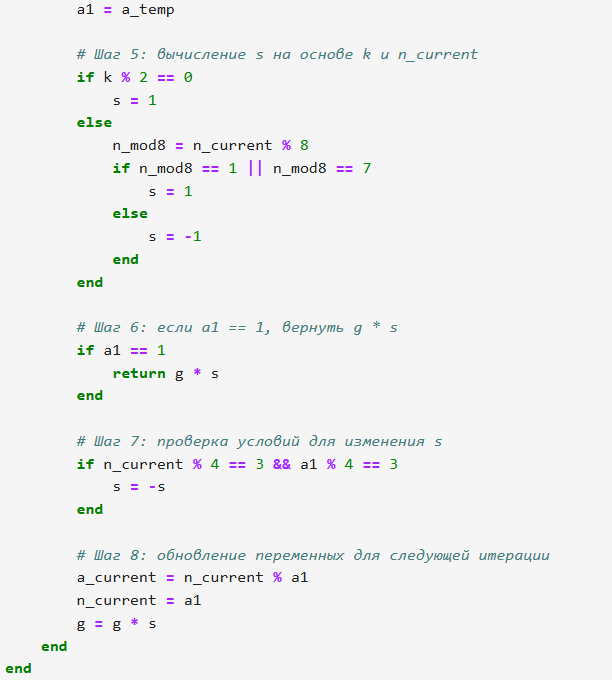 a1 = a_temp
# Шаг 5: вычисление s на основе k и n_current
if k % 2 == 0
s = 1
else
n_mod8 = n_current % 8
if n_mod8 == 1 || n_mod8 == 7
s = 1
else
s = -1
end
end
# Шаг 6: если a1 == 1, вернуть g * s
if a1 == 1
return g * s
end
# Шаг 7: проверка условий для изменения s
if n_current % 4 == 3 && a1 % 4 == 3
s = -s
end
# Шаг 8: обновление переменных для следующей итерации
a_current = n_current % a1
n_current = a1
g = g * s
end
end